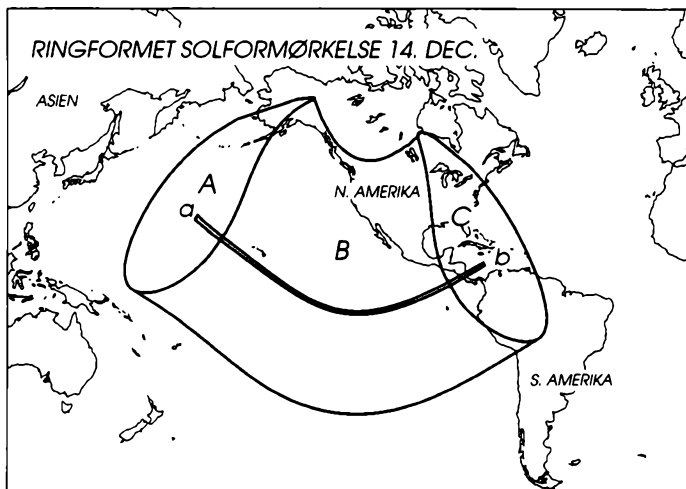 RINGFORMET SOLFORMØRKELSE 14. DEC.
ASIEN
A
N. AMERIKA
a
C
B
b
S. AMERIKA